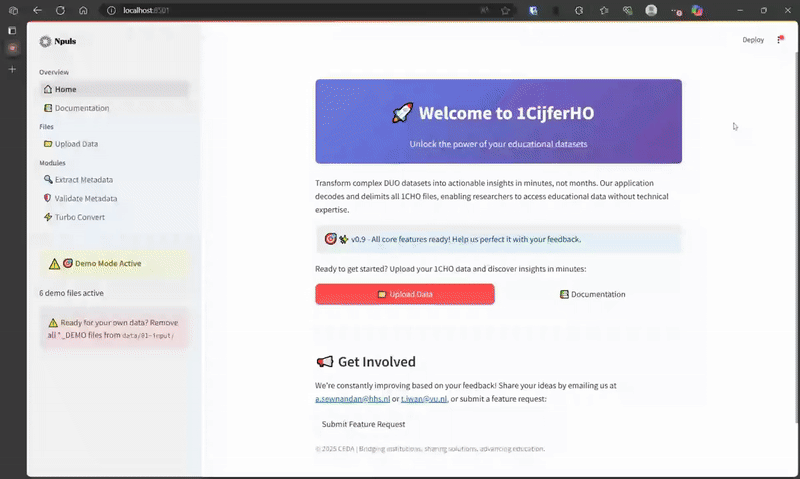 localhost:8501
Npuls
Deploy
Overview
Home
Documentation
Files
Upload Data
Modules
Extract Metadata
Validate Metadata
Turbo Convert
Demo Mode Active
6 demo files active
Ready for your own data? Remove
all *_DEMO files from data/01-input/
Welcome to 1CijferHO
Unlock the power of your educational datasets
Transform complex DUO datasets into actionable insights in minutes, not months. Our application
decodes and delimits all 1CHO files, enabling researchers to access educational data without technical
expertise.
v0.9 - All core features ready! Help us perfect it with your feedback.
Ready to get started? Upload your 1CHO data and discover insights in minutes:
Upload Data
Documentation
Get Involved
We're constantly improving based on your feedback! Share your ideas by emailing us at
a.sewnandan@hhs.nl or t.iwan@vu.nl, or submit a feature request:
Submit Feature Request
© 2025 CEDA | Bridging institutions, sharing solutions, advancing education.